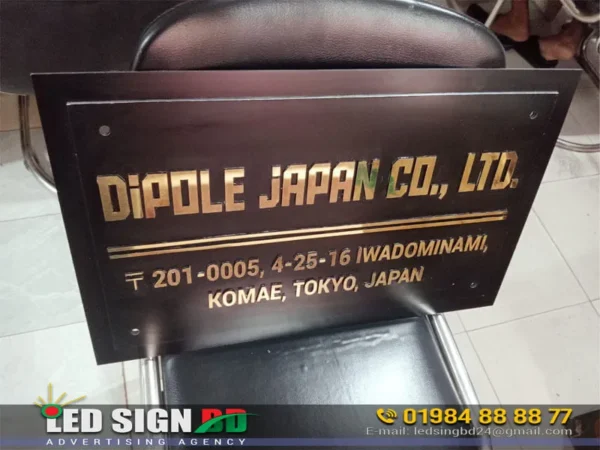 DiPOLE jAPAN CO., LTD.
〒 201-0005, 4-25-16 IWADOMINAMI,
KOMAE, TOKYO, JAPAN
LED SIGN BD
ADVERTISING AGENCY
01984 88 88 77
E-mail: ledsingbd24@gmail.com